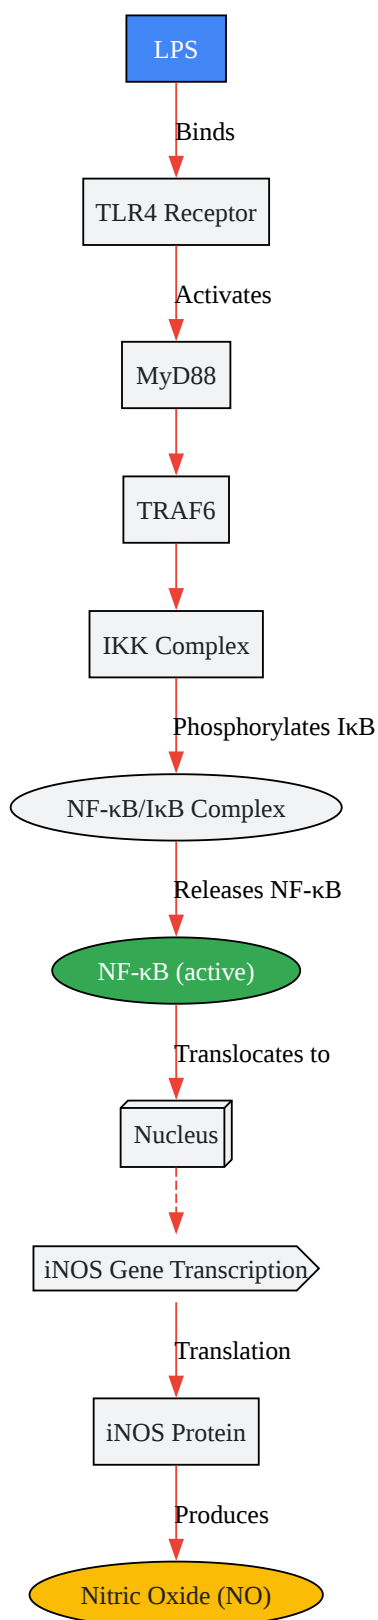 LPS
Binds
TLR4 Receptor
Activates
MyD88
TRAF6
IKK Complex
Phosphorylates IκB
NF-κB/IκB Complex
Releases NF-κB
NF-κB (active)
Translocates to
Nucleus
iNOS Gene Transcription
Translation
iNOS Protein
Produces
Nitric Oxide (NO)